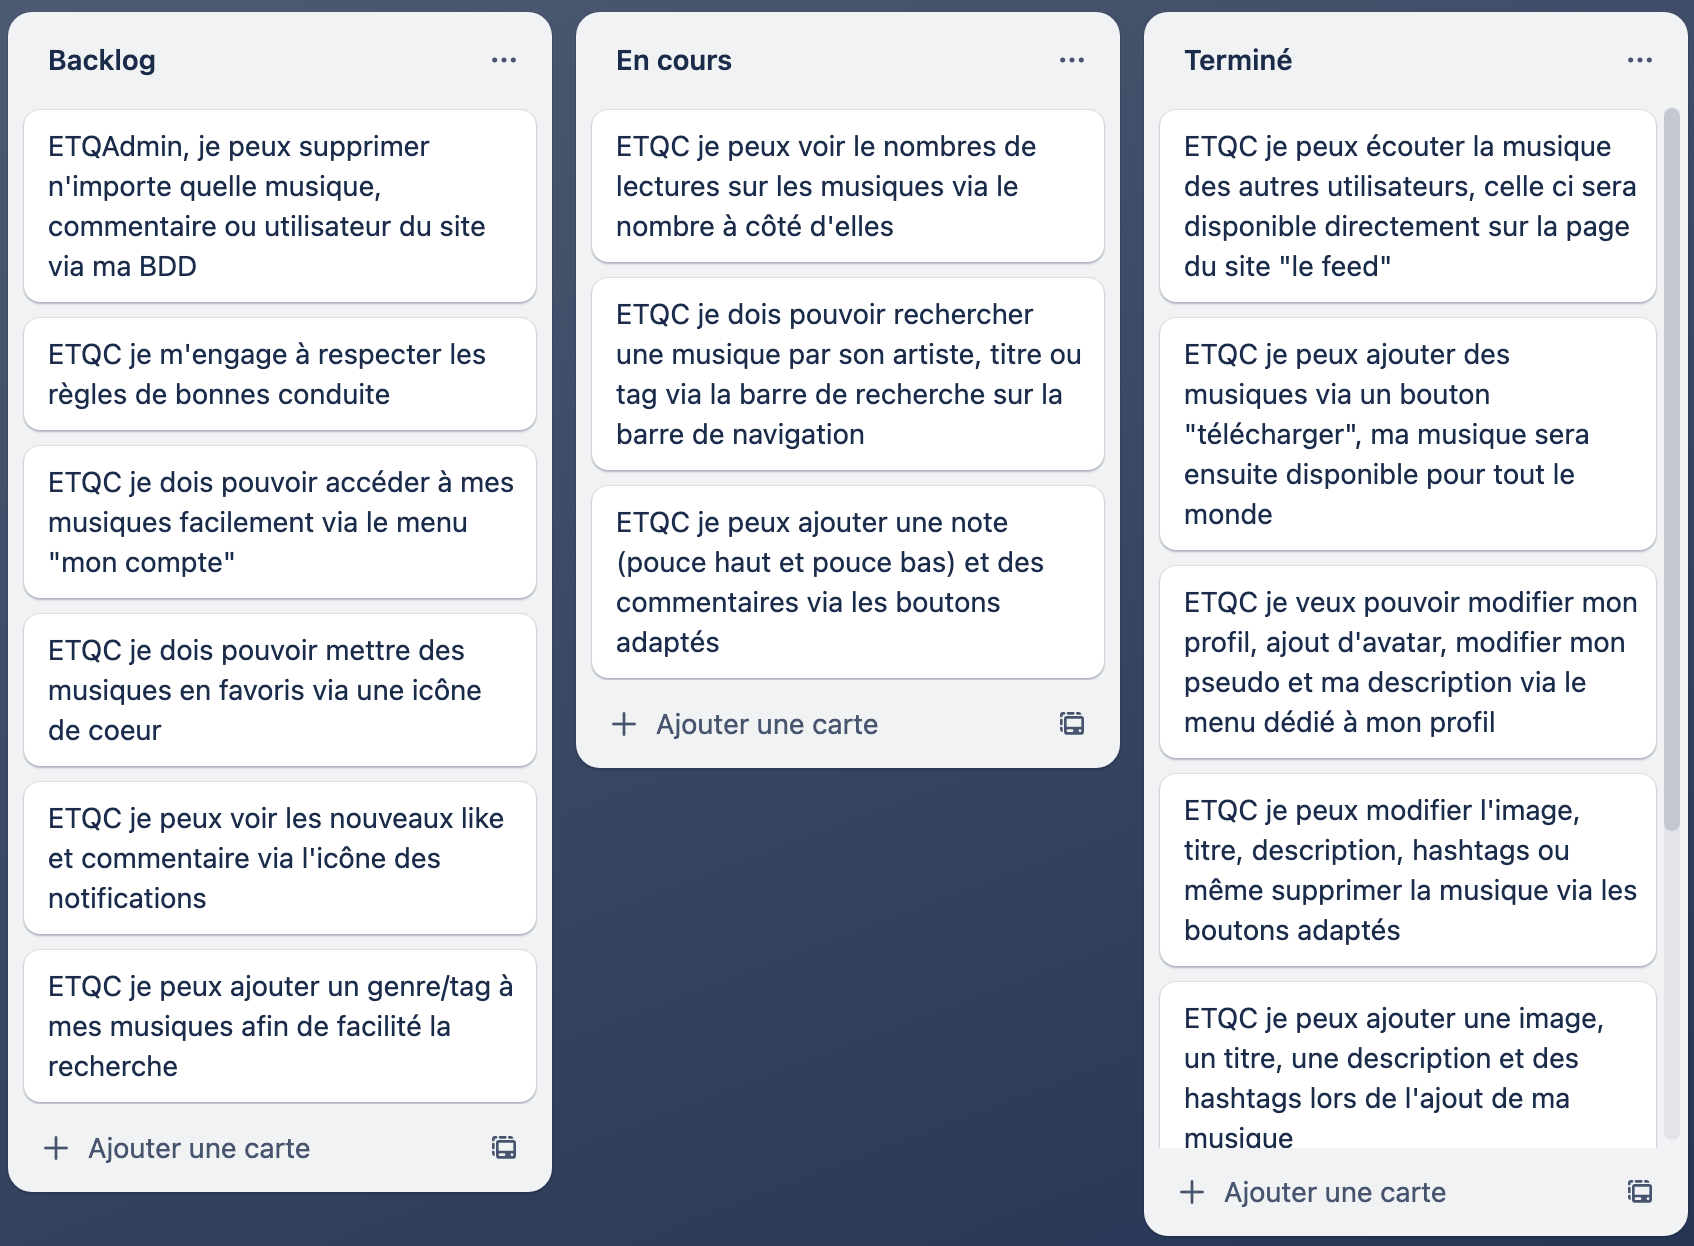 Backlog
ETQAdmin, je peux supprimer
n'importe quelle musique,
commentaire ou utilisateur du site
via ma BDD
ETQC je m'engage à respecter les
règles de bonnes conduite
ETQC je dois pouvoir accéder à mes
musiques facilement via le menu
"mon compte"
ETQC je dois pouvoir mettre des
musiques en favoris via une icône
de coeur
ETQC je peux voir les nouveaux like
et commentaire via l'icône des
notifications
ETQC je peux ajouter un genre/tag à
mes musiques afin de facilité la
recherche
Ajouter une carte
En cours
ETQC je peux voir le nombres de
lectures sur les musiques via le
nombre à côté d'elles
ETQC je dois pouvoir rechercher
une musique par son artiste, titre ou
tag via la barre de recherche sur la
barre de navigation
ETQC je peux ajouter une note
(pouce haut et pouce bas) et des
commentaires via les boutons
adaptés
Ajouter une carte
Terminé
ETQC je peux écouter la musique
des autres utilisateurs, celle ci sera
disponible directement sur la page
du site "le feed"
ETQC je peux ajouter des
musiques via un bouton
"télécharger", ma musique sera
ensuite disponible pour tout le
monde
ETQC je veux pouvoir modifier mon
profil, ajout d'avatar, modifier mon
pseudo et ma description via le
menu dédié à mon profil
ETQC je peux modifier l'image,
titre, description, hashtags ou
même supprimer la musique via les
boutons adaptés
ETQC je peux ajouter une image,
un titre, une description et des
hashtags lors de l'ajout de ma
musique
Ajouter une carte